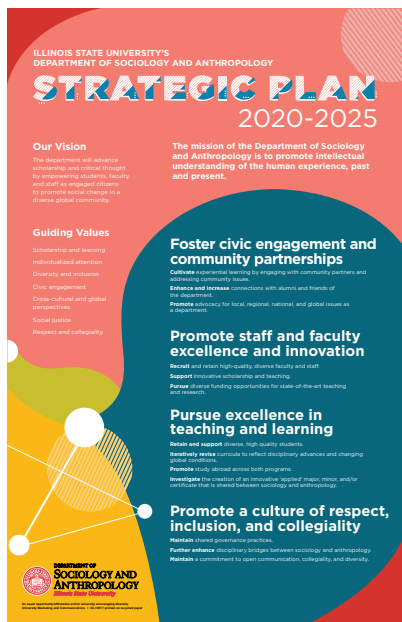 ILLINOIS STATE UNIVERSITY'S
DEPARTMENT OF SOCIOLOGY AND ANTHROPOLOGY
STRATEGIC PLAN
2020-2025
Our Vision
The department will advance
scholarship and critical thought
by empowering students, faculty,
and staff as engaged citizens
to promote social change in a
diverse global community.
The mission of the Department of Sociology
and Anthropology is to promote intellectual
understanding of the human experience, past
and present.
Guiding Values
Scholarship and learning
Individualized attention
Diversity and inclusion
Civic engagement
Cross-cultural and global
perspectives
Social justice
Respect and collegiality
Foster civic engagement and
community partnerships
Cultivate experiential learning by engaging with community partners and
addressing community issues.
Enhance and increase connections with alumni and friends of
the department.
Promote advocacy for local, regional, national, and global issues as
a department.
Promote staff and faculty
excellence and innovation
Recruit and retain high-quality, diverse faculty and staff.
Support innovative scholarship and teaching.
Pursue diverse funding opportunities for state-of-the-art teaching
and research.
Pursue excellence in
teaching and learning
Retain and support diverse, high quality students.
Iteratively revise curricula to reflect disciplinary advances and changing
global conditions.
Promote study abroad across both programs.
Investigate the creation of an innovative 'applied' major, minor, and/or
certificate that is shared between sociology and anthropology.
Promote a culture of respect,
inclusion, and collegiality
Maintain shared governance practices.
Further enhance disciplinary bridges between sociology and anthropology.
Maintain a commitment to open communication, collegiality, and diversity.
DEPARTMENT OF
SOCIOLOGY AND
ANTHROPOLOGY
Illinois State University
An equal opportunity/affirmative action university encouraging diversity